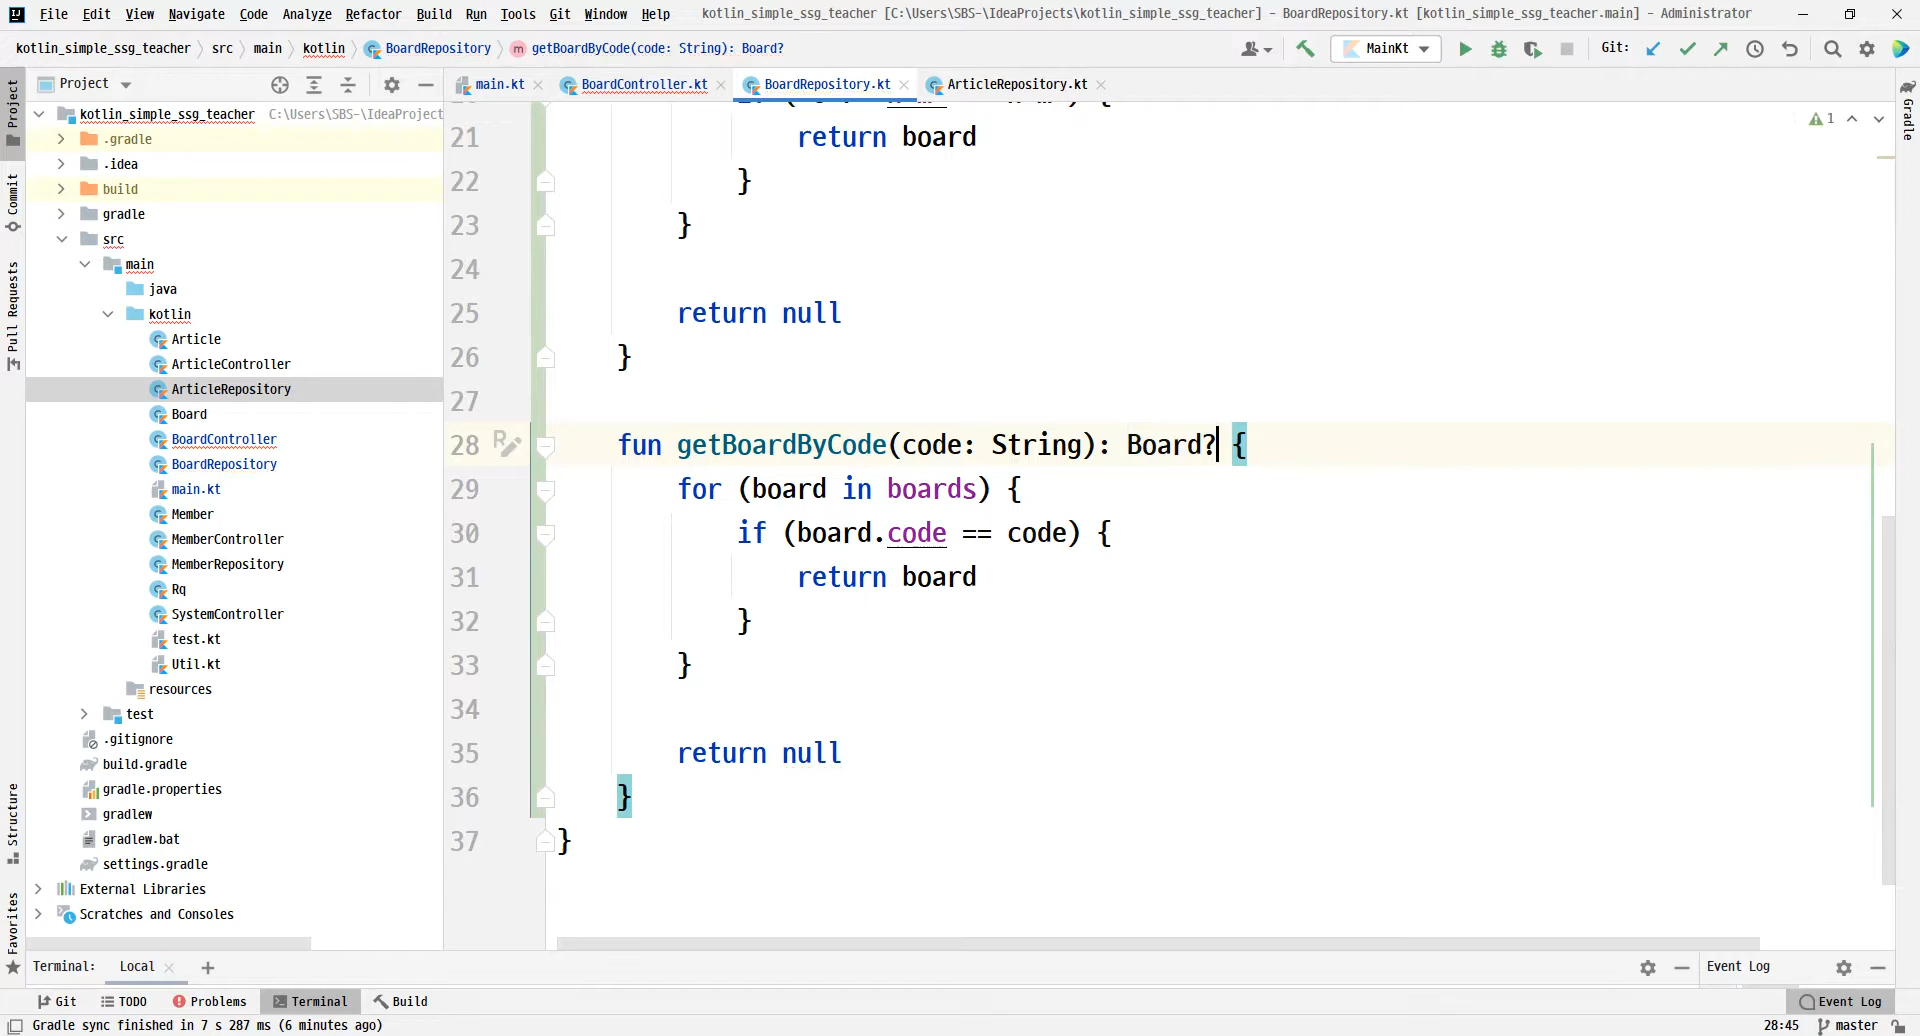 File Edit View Navigate Code Analyze Refactor Build Run Tools Git Window Help kotlin_simple_ssg_teacher [C:\Users\SBS-\IdeaProjects\kotlin_simple_ssg_teacher] - BoardRepository.kt [kotlin_simple_ssg_teacher.main] - Administrator
kotlin_simple_ssg_teacher src main kotlin BoardRepository m getBoardByCode(code: String): Board? MainKt Git:
Project
main.kt BoardController.kt BoardRepository.kt ArticleRepository.kt
kotlin_simple_ssg_teacher C:\Users\SBS-\IdeaProject
.gradle
.idea
build
gradle
src
main
java
kotlin
Article
ArticleController
ArticleRepository
Board
BoardController
BoardRepository
main.kt
Member
MemberController
MemberRepository
Rq
SystemController
test.kt
Util.kt
resources
test
.gitignore
build.gradle
gradle.properties
gradlew
gradlew.bat
settings.gradle
External Libraries
Scratches and Consoles
Project
Commit
Pull Requests
Structure
Favorites
21 return board
22 }
23 }
24
25 return null
26 }
27
28 fun getBoardByCode(code: String): Board? {
29 for (board in boards) {
30 if (board.code == code) {
31 return board
32 }
33 }
34
35 return null
36 }
37 }
1
Gradle
Terminal: Local + Event Log
Git TODO Problems Terminal Build Event Log
Gradle sync finished in 7 s 287 ms (6 minutes ago) 28:45 master